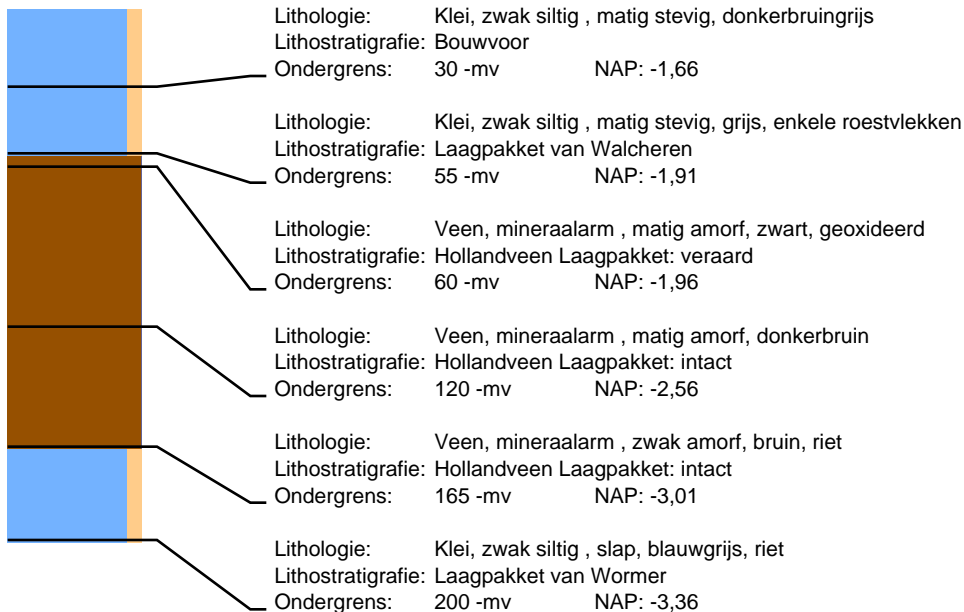 Lithologie: Klei, zwak siltig , matig stevig, donkerbruingrijs
Lithostratigrafie: Bouwvoor
Ondergrens: 30 -mv NAP: -1,66
Lithologie: Klei, zwak siltig , matig stevig, grijs, enkele roestvlekken
Lithostratigrafie: Laagpakket van Walcheren
Ondergrens: 55 -mv NAP: -1,91
Lithologie: Veen, mineraalarm , matig amorf, zwart, geoxideerd
Lithostratigrafie: Hollandveen Laagpakket: veraard
Ondergrens: 60 -mv NAP: -1,96
Lithologie: Veen, mineraalarm , matig amorf, donkerbruin
Lithostratigrafie: Hollandveen Laagpakket: intact
Ondergrens: 120 -mv NAP: -2,56
Lithologie: Veen, mineraalarm , zwak amorf, bruin, riet
Lithostratigrafie: Hollandveen Laagpakket: intact
Ondergrens: 165 -mv NAP: -3,01
Lithologie: Klei, zwak siltig , slap, blauwgrijs, riet
Lithostratigrafie: Laagpakket van Wormer
Ondergrens: 200 -mv NAP: -3,36